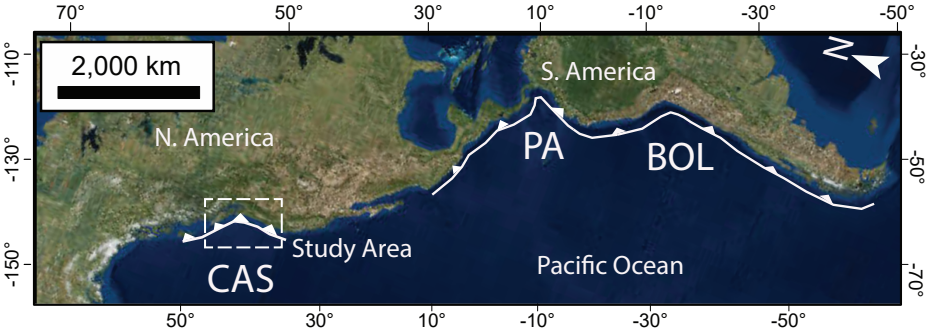 70° 50° 30° 10° -10° -30° -50°
-110° -30°
2,000 km
N
S. America
N. America
PA BOL
-130° -50°
Study Area
CAS
Pacific Ocean
-150° -70°
50° 30° 10° -10° -30° -50°